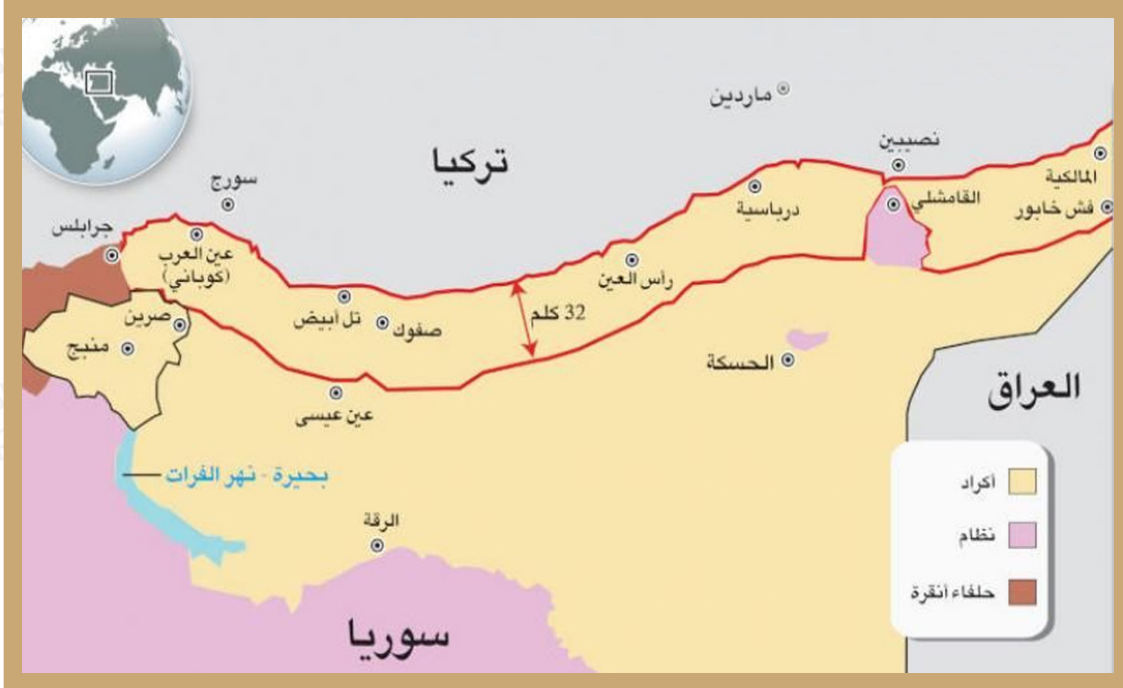 ماردين
نصيبين
تركيا
المالكية
سورج
القامشلي
فش خابور
درباسية
جرابلس
عين العرب
(كوباني)
رأس العين
32 كلم
تل أبيض
صفوك
صرين
منبج
الحسكة
العراق
عين عيسى
بحيرة - نهر الفرات
أكراد
الرقة
نظام
حلفاء أنقرة
سوريا